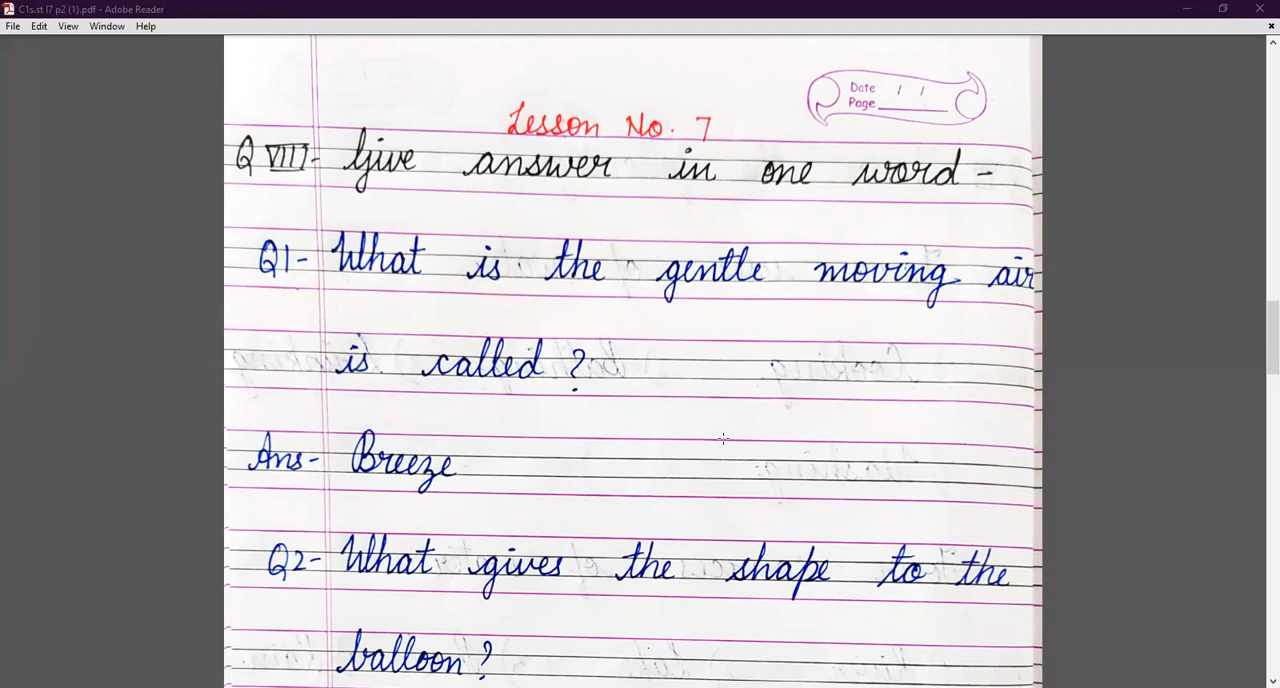 C1s.st l7 p2 (1).pdf - Adobe Reader
File Edit View Window Help
Date / /
Page
Lesson No. 7
Q VIII- Give answer in one word -
Q1- What is the gentle moving air
is called?
Ans- Breeze
Q2- What gives the shape to the
balloon?